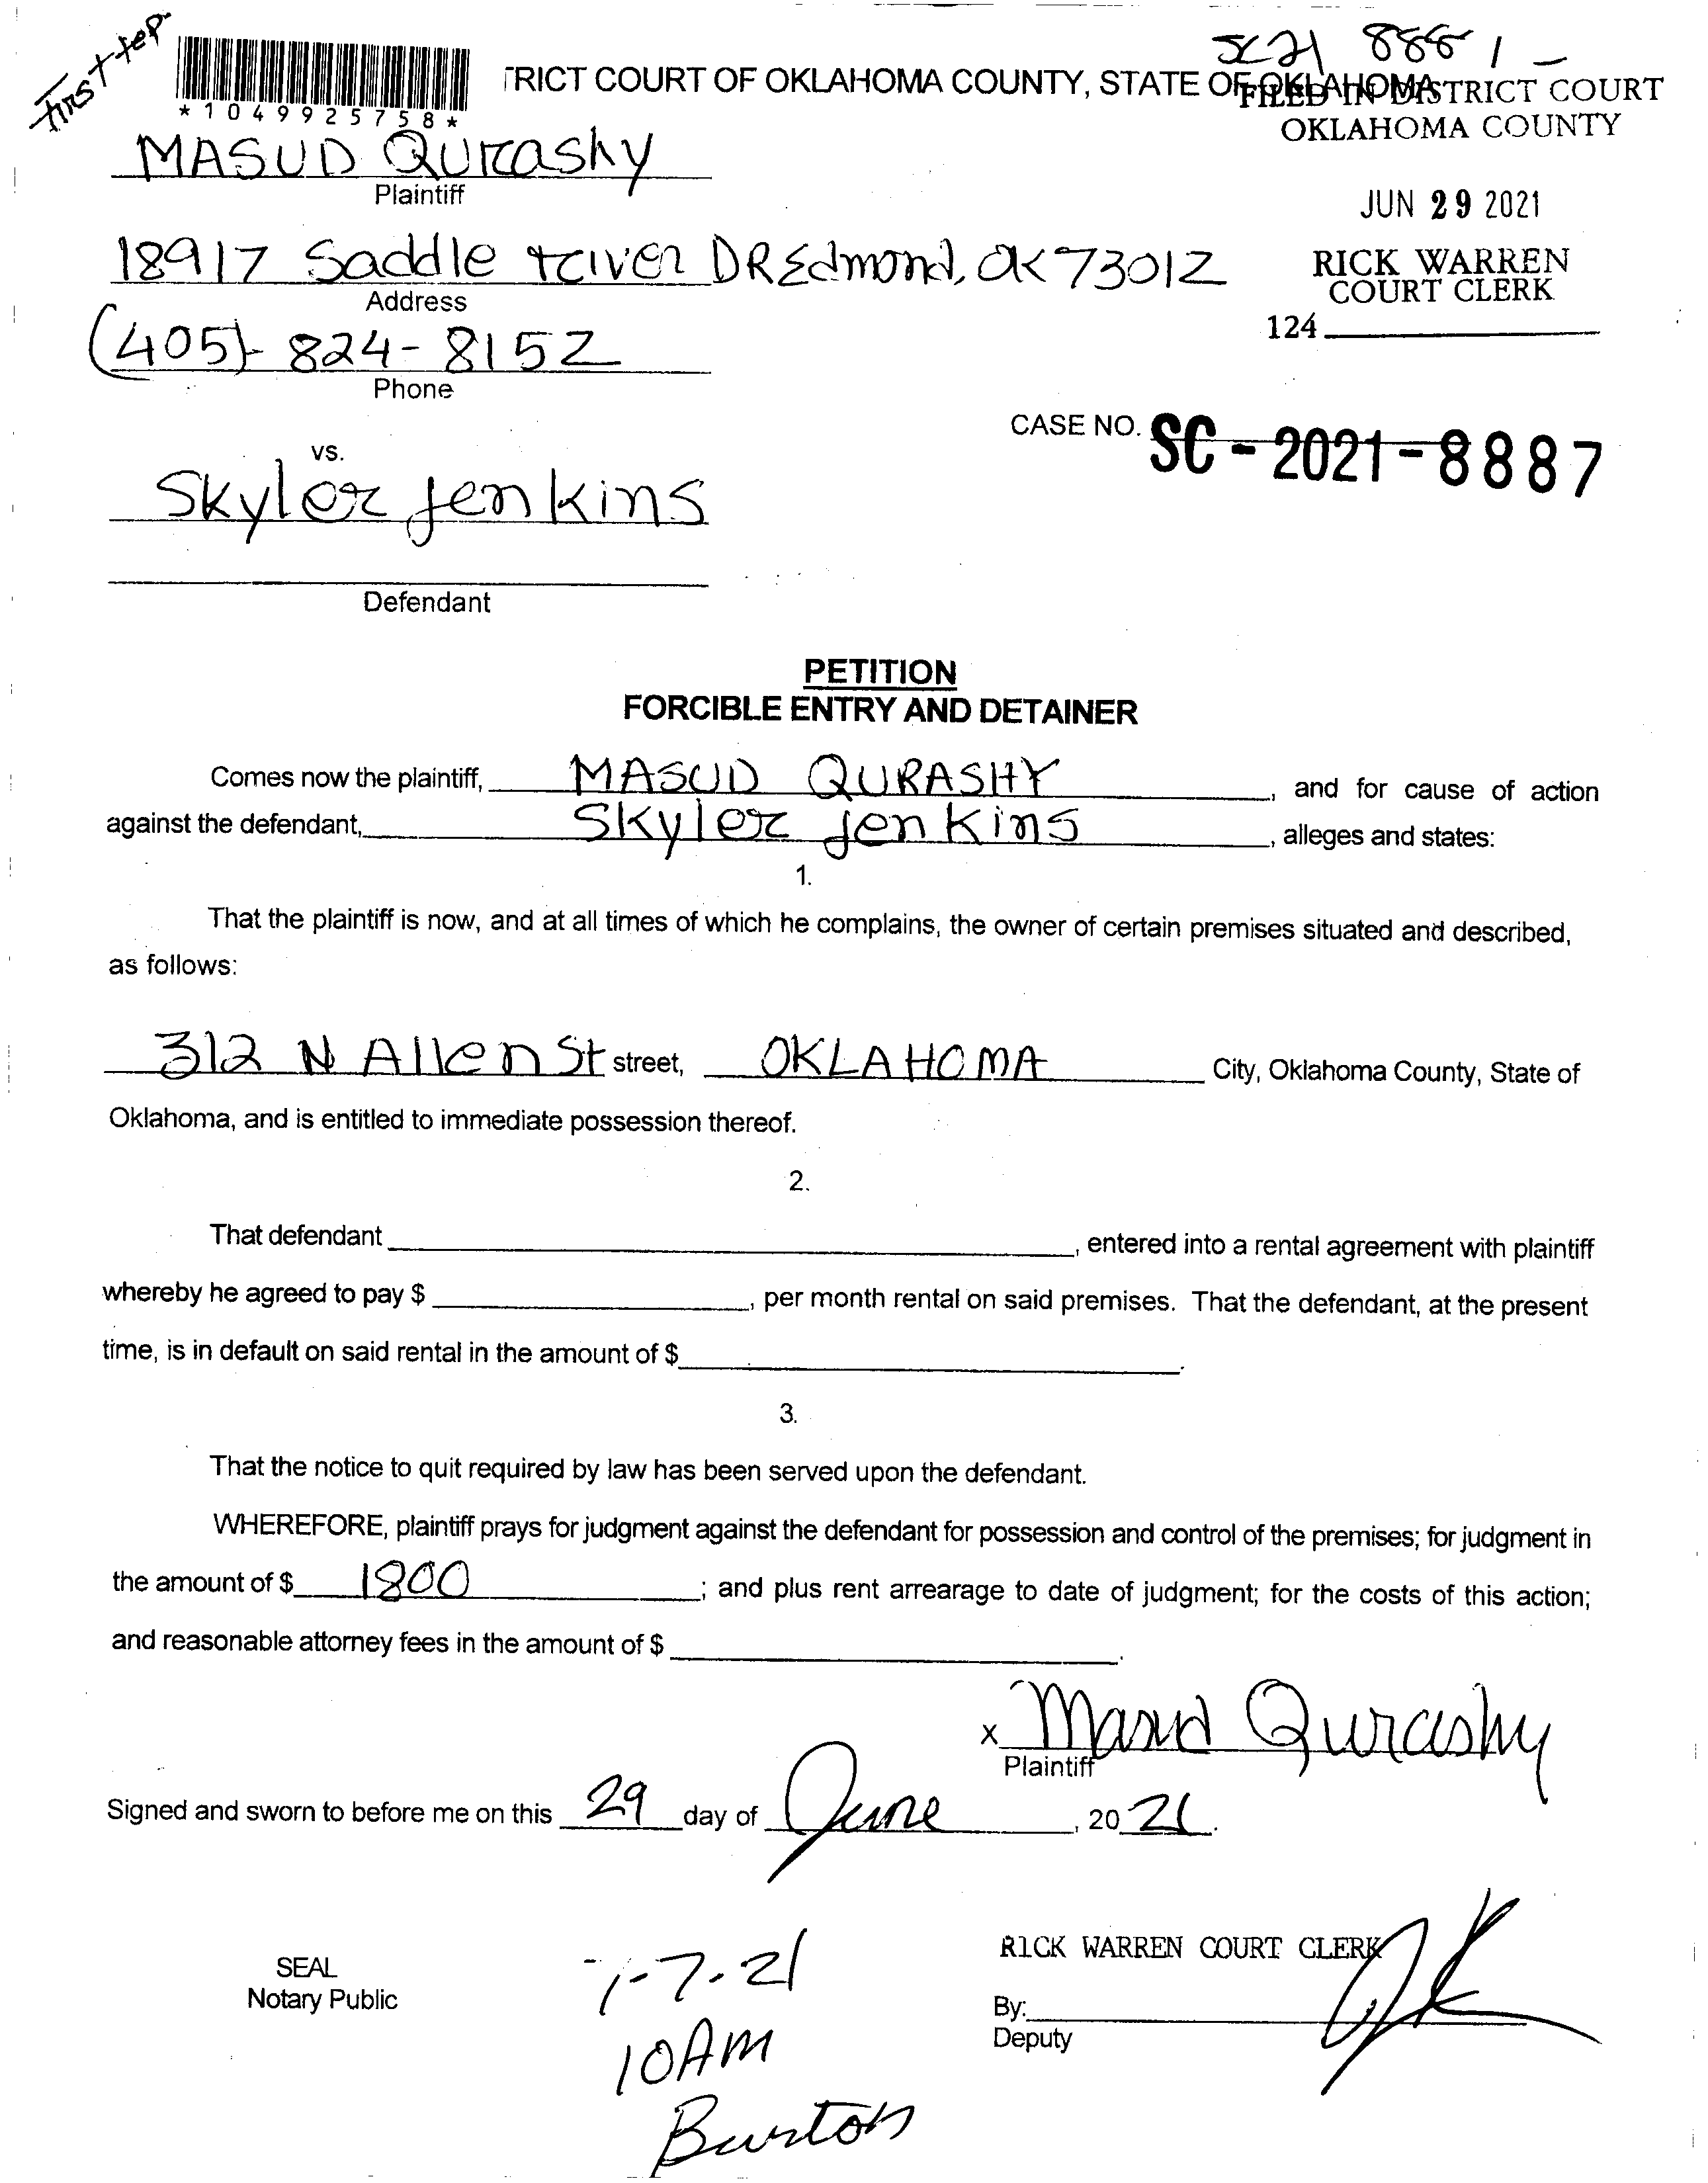 First ter
*1049925758*
TRICT COURT OF OKLAHOMA COUNTY, STATE OF OKLAHOMA
SC21 8881 -
FILED IN DISTRICT COURT
OKLAHOMA COUNTY
MASUD Qurashy
Plaintiff
JUN 29 2021
18917 Saddle river DR Edmond, OK 73012
Address
RICK WARREN
COURT CLERK
124
(405)- 824- 8152
Phone
CASE NO. SC - 2021 - 8887
vs.
Skyler Jenkins
Defendant
PETITION
FORCIBLE ENTRY AND DETAINER
Comes now the plaintiff, MASUD QURASHY, and for cause of action
against the defendant, Skyler Jenkins, alleges and states:
1.
That the plaintiff is now, and at all times of which he complains, the owner of certain premises situated and described,
as follows:
312 N Allen St street, OKLAHOMA City, Oklahoma County, State of
Oklahoma, and is entitled to immediate possession thereof.
2.
That defendant , entered into a rental agreement with plaintiff
whereby he agreed to pay $ , per month rental on said premises. That the defendant, at the present
time, is in default on said rental in the amount of $ .
3.
That the notice to quit required by law has been served upon the defendant.
WHEREFORE, plaintiff prays for judgment against the defendant for possession and control of the premises; for judgment in
the amount of $ 1800 ; and plus rent arrearage to date of judgment; for the costs of this action;
and reasonable attorney fees in the amount of $ .
x Masud Qurashy
Plaintiff
Signed and sworn to before me on this 29 day of June, 20 21.
SEAL
Notary Public
7-7-21
10AM
Burton
RICK WARREN COURT CLERK
By:
Deputy